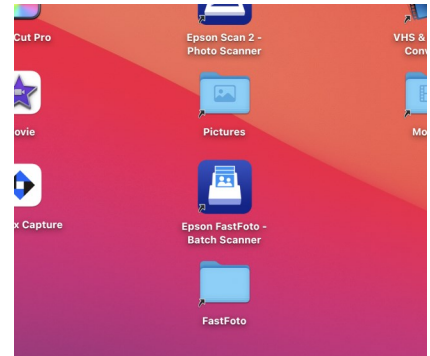 Cut Pro
Epson Scan 2 -
Photo Scanner
VHS &
Conv
ovie
Pictures
Mo
x Capture
Epson FastFoto -
Batch Scanner
FastFoto